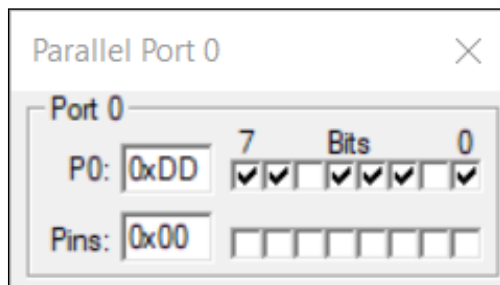 Parallel Port 0
Port 0
7 Bits 0
P0: 0xDD
Pins: 0x00